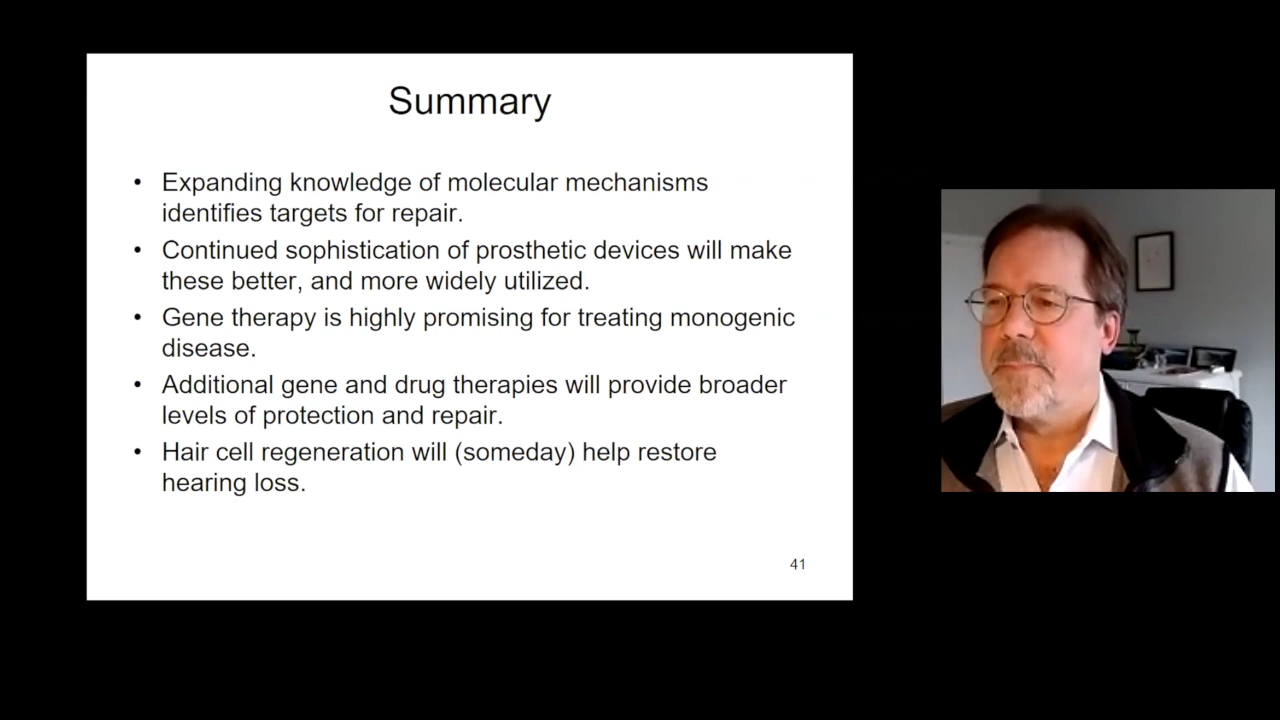 Summary
• Expanding knowledge of molecular mechanisms
identifies targets for repair.
• Continued sophistication of prosthetic devices will make
these better, and more widely utilized.
• Gene therapy is highly promising for treating monogenic
disease.
• Additional gene and drug therapies will provide broader
levels of protection and repair.
• Hair cell regeneration will (someday) help restore
hearing loss.
41